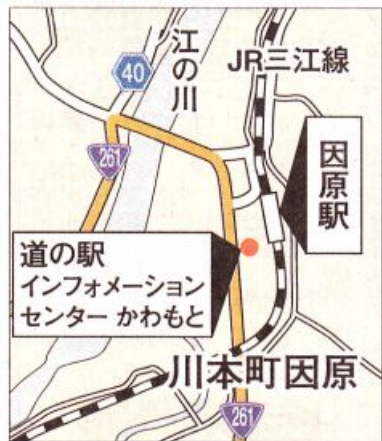 40
江の川
JR三江線
261
因原駅
道の駅
インフォメーション
センター かわもと
川本町因原
261